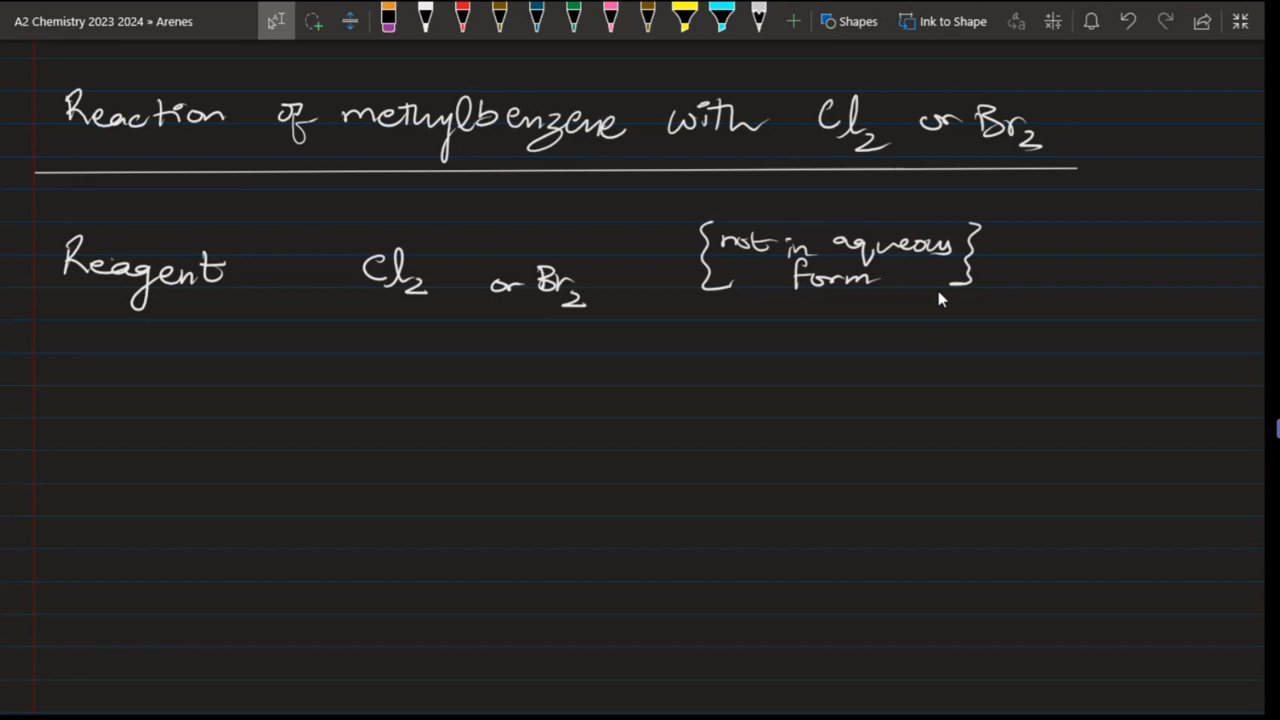 A2 Chemistry 2023 2024 » Arenes
Shapes
Ink to Shape
Reaction of methylbenzene with Cl₂ or Br₂
Reagent Cl₂ or Br₂ {not in aqueous
form}